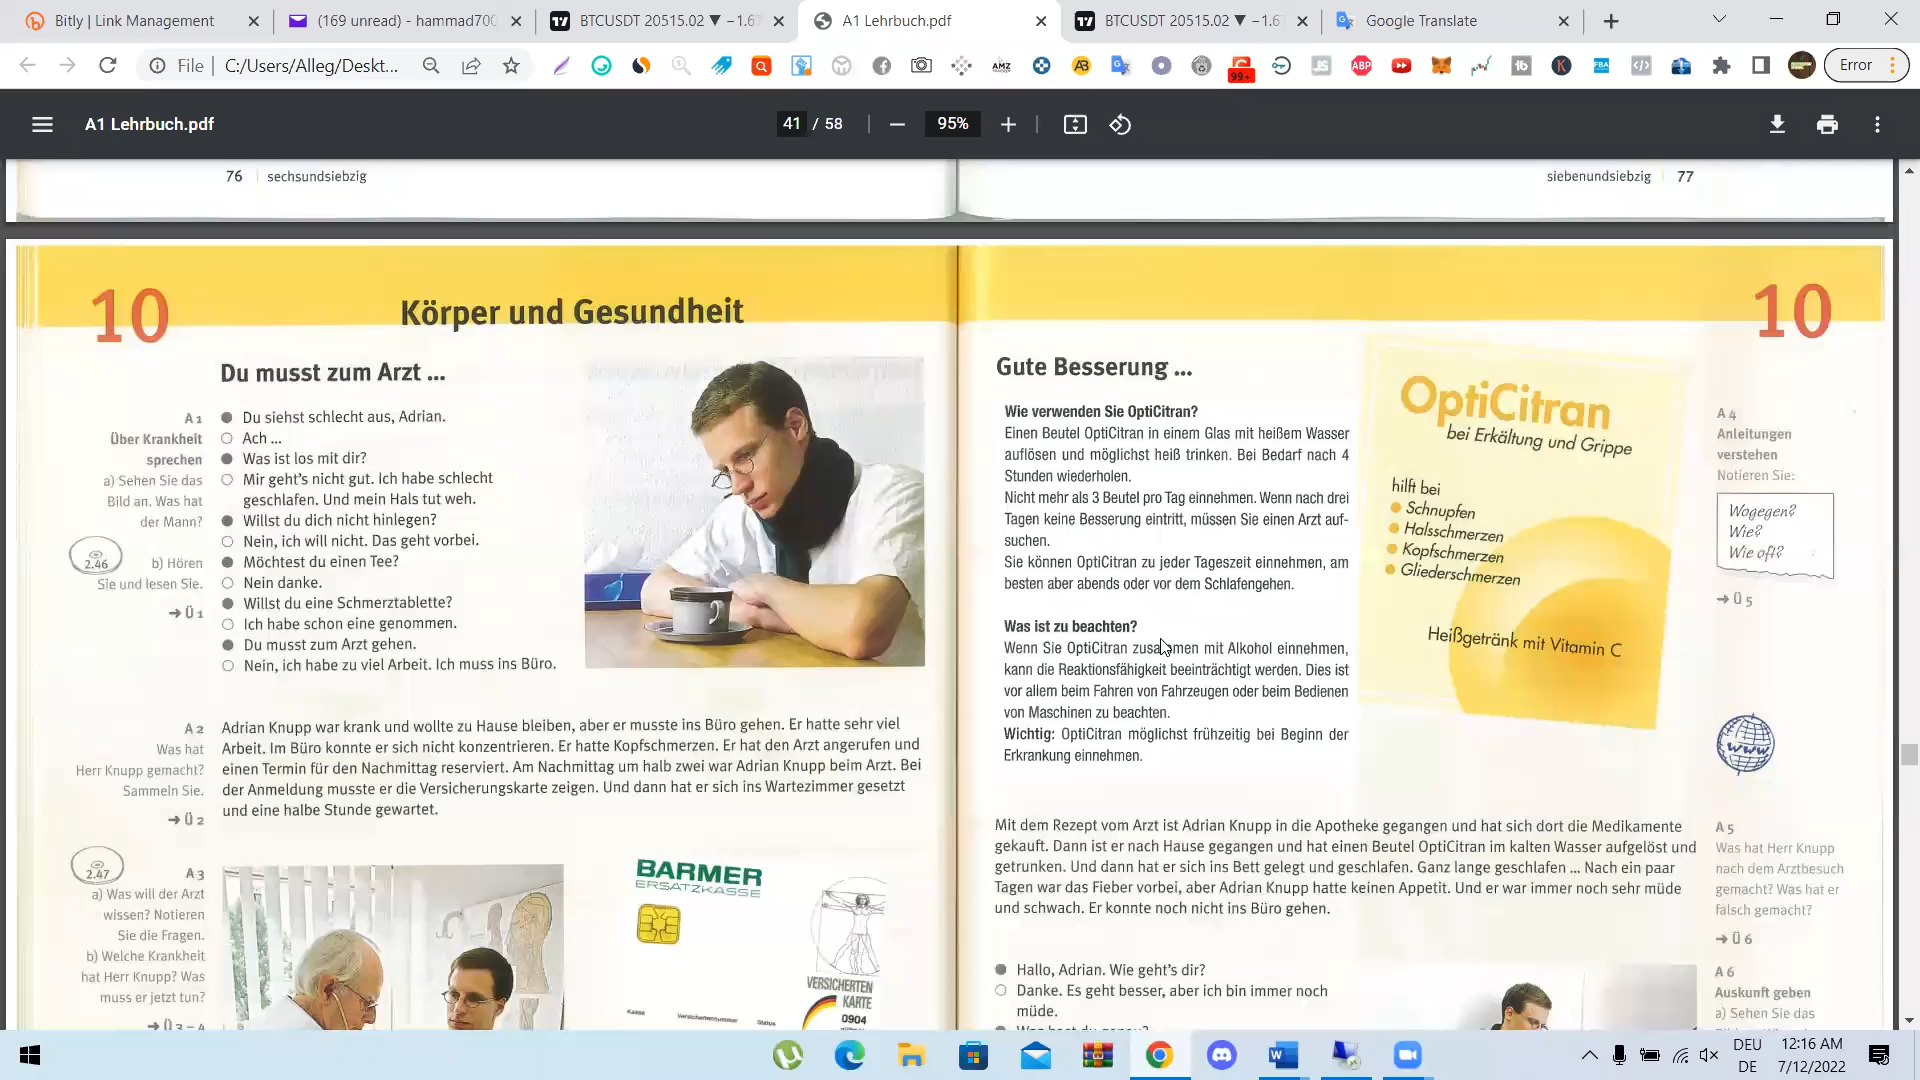 Bitly | Link Management
(169 unread) - hammad700
BTCUSDT 20515.02 ▼ −1.6
A1 Lehrbuch.pdf
BTCUSDT 20515.02 ▼ −1.6
Google Translate
File | C:/Users/Alleg/Deskt...
Error
A1 Lehrbuch.pdf
41 / 58
95%
76 | sechsundsiebzig
siebenundsiebzig | 77
10
Körper und Gesundheit
Du musst zum Arzt ...
A 1
Über Krankheit
sprechen
a) Sehen Sie das
Bild an. Was hat
der Mann?
2.46
b) Hören
Sie und lesen Sie.
→ Ü 1
Du siehst schlecht aus, Adrian.
Ach ...
Was ist los mit dir?
Mir geht's nicht gut. Ich habe schlecht
geschlafen. Und mein Hals tut weh.
Willst du dich nicht hinlegen?
Nein, ich will nicht. Das geht vorbei.
Möchtest du einen Tee?
Nein danke.
Willst du eine Schmerztablette?
Ich habe schon eine genommen.
Du musst zum Arzt gehen.
Nein, ich habe zu viel Arbeit. Ich muss ins Büro.
A 2
Was hat
Herr Knupp gemacht?
Sammeln Sie.
→ Ü 2
Adrian Knupp war krank und wollte zu Hause bleiben, aber er musste ins Büro gehen. Er hatte sehr viel
Arbeit. Im Büro konnte er sich nicht konzentrieren. Er hatte Kopfschmerzen. Er hat den Arzt angerufen und
einen Termin für den Nachmittag reserviert. Am Nachmittag um halb zwei war Adrian Knupp beim Arzt. Bei
der Anmeldung musste er die Versicherungskarte zeigen. Und dann hat er sich ins Wartezimmer gesetzt
und eine halbe Stunde gewartet.
2.47
A 3
a) Was will der Arzt
wissen? Notieren
Sie die Fragen.
b) Welche Krankheit
hat Herr Knupp? Was
muss er jetzt tun?
→ Ü 3 – 4
BARMER
ERSATZKASSE
VERSICHERTEN
KARTE
0904
Kasse
Versichertennummer
Status
10
Gute Besserung ...
Wie verwenden Sie OptiCitran?
Einen Beutel OptiCitran in einem Glas mit heißem Wasser
auflösen und möglichst heiß trinken. Bei Bedarf nach 4
Stunden wiederholen.
Nicht mehr als 3 Beutel pro Tag einnehmen. Wenn nach drei
Tagen keine Besserung eintritt, müssen Sie einen Arzt auf-
suchen.
Sie können OptiCitran zu jeder Tageszeit einnehmen, am
besten aber abends oder vor dem Schlafengehen.
Was ist zu beachten?
Wenn Sie OptiCitran zusammen mit Alkohol einnehmen,
kann die Reaktionsfähigkeit beeinträchtigt werden. Dies ist
vor allem beim Fahren von Fahrzeugen oder beim Bedienen
von Maschinen zu beachten.
Wichtig: OptiCitran möglichst frühzeitig bei Beginn der
Erkrankung einnehmen.
OptiCitran
bei Erkältung und Grippe
hilft bei
Schnupfen
Halsschmerzen
Kopfschmerzen
Gliederschmerzen
Heißgetränk mit Vitamin C
A 4
Anleitungen
verstehen
Notieren Sie:
Wogegen?
Wie?
Wie oft?
→ Ü 5
Mit dem Rezept vom Arzt ist Adrian Knupp in die Apotheke gegangen und hat sich dort die Medikamente
gekauft. Dann ist er nach Hause gegangen und hat einen Beutel OptiCitran im kalten Wasser aufgelöst und
getrunken. Und dann hat er sich ins Bett gelegt und geschlafen. Ganz lange geschlafen ... Nach ein paar
Tagen war das Fieber vorbei, aber Adrian Knupp hatte keinen Appetit. Und er war immer noch sehr müde
und schwach. Er konnte noch nicht ins Büro gehen.
A 5
Was hat Herr Knupp
nach dem Arztbesuch
gemacht? Was hat er
falsch gemacht?
→ Ü 6
Hallo, Adrian. Wie geht's dir?
Danke. Es geht besser, aber ich bin immer noch
müde.
A 6
Auskunft geben
a) Sehen Sie das
DEU
DE
12:16 AM
7/12/2022